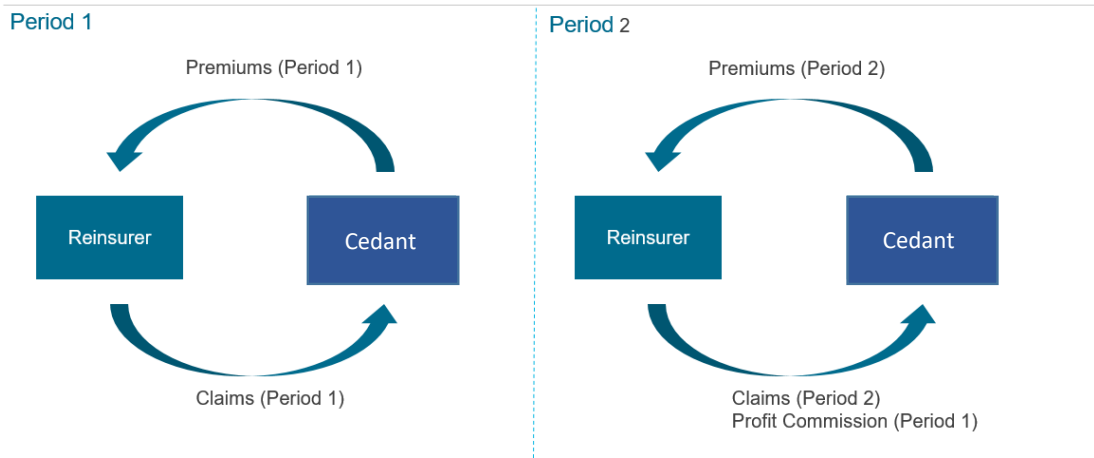 Period 1
Premiums (Period 1)
Reinsurer
Cedant
Claims (Period 1)
Period 2
Premiums (Period 2)
Reinsurer
Cedant
Claims (Period 2)
Profit Commission (Period 1)